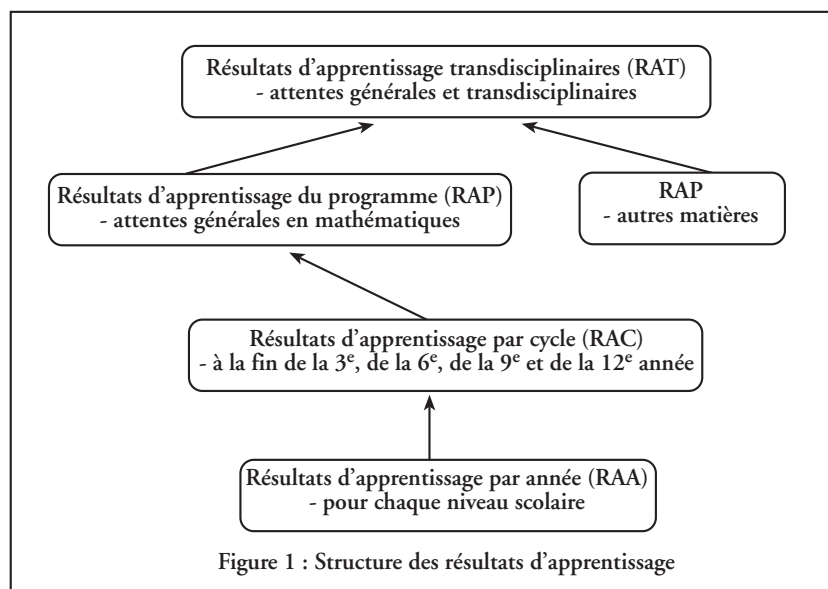 Résultats d'apprentissage transdisciplinaires (RAT)
- attentes générales et transdisciplinaires
Résultats d'apprentissage du programme (RAP)
- attentes générales en mathématiques
RAP
- autres matières
Résultats d'apprentissage par cycle (RAC)
- à la fin de la 3e, de la 6e, de la 9e et de la 12e année
Résultats d'apprentissage par année (RAA)
- pour chaque niveau scolaire
Figure 1 : Structure des résultats d'apprentissage